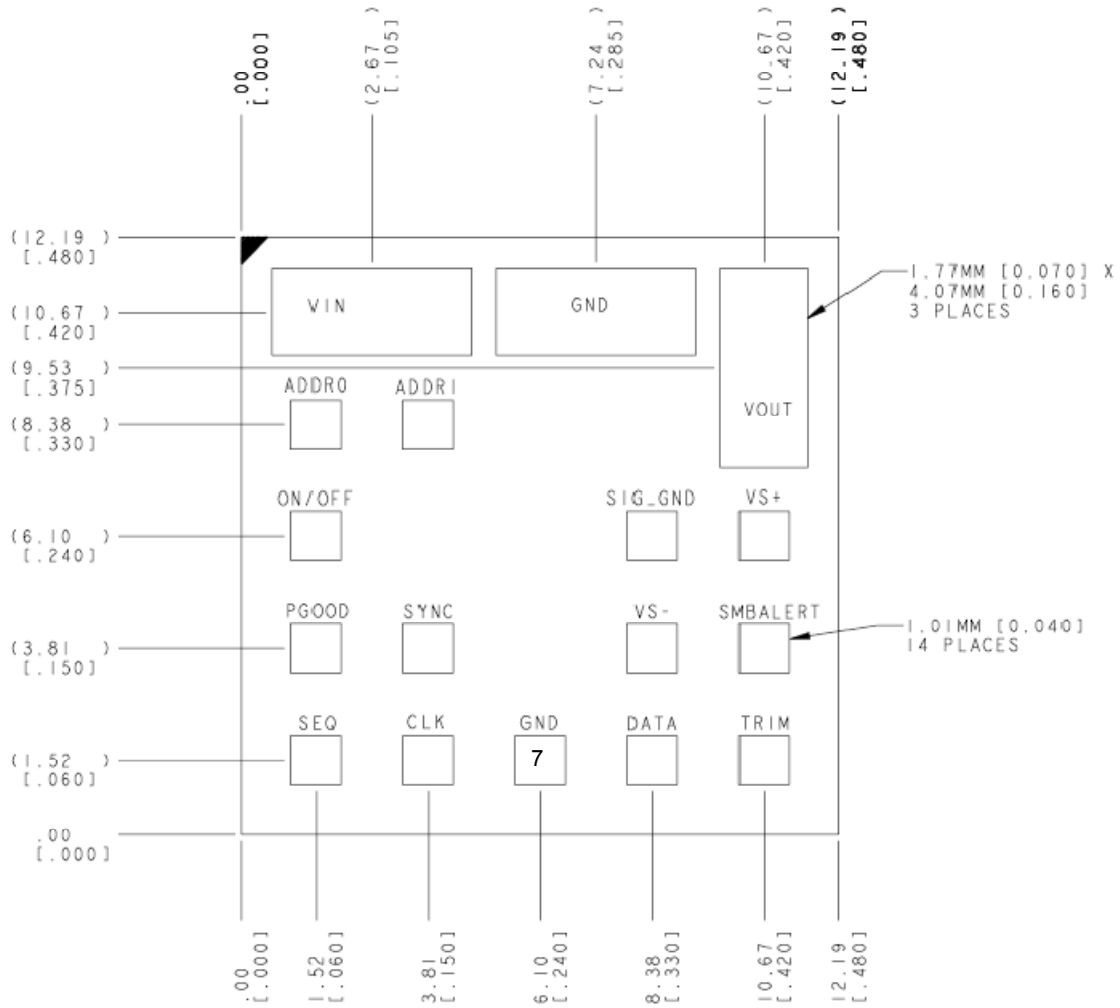 .00
[.000]
(2.67 )
[.105]
(7.24 )
[.285]
(10.67 )
[.420]
(12.19 )
[.480]
(12.19 )
[.480]
(10.67 )
[.420]
(9.53 )
[.375]
(8.38 )
[.330]
(6.10 )
[.240]
(3.81 )
[.150]
(1.52 )
[.060]
.00
[.000]
VIN
GND
VOUT
1.77MM [0.070] X
4.07MM [0.160]
3 PLACES
ADDR0
ADDR1
ON/OFF
SIG_GND
VS+
PGOOD
SYNC
VS-
SMBALERT
1.01MM [0.040]
14 PLACES
SEQ
CLK
GND
DATA
TRIM
7
.00
[.000]
1.52
[.060]
3.81
[.150]
6.10
[.240]
8.38
[.330]
10.67
[.420]
12.19
[.480]